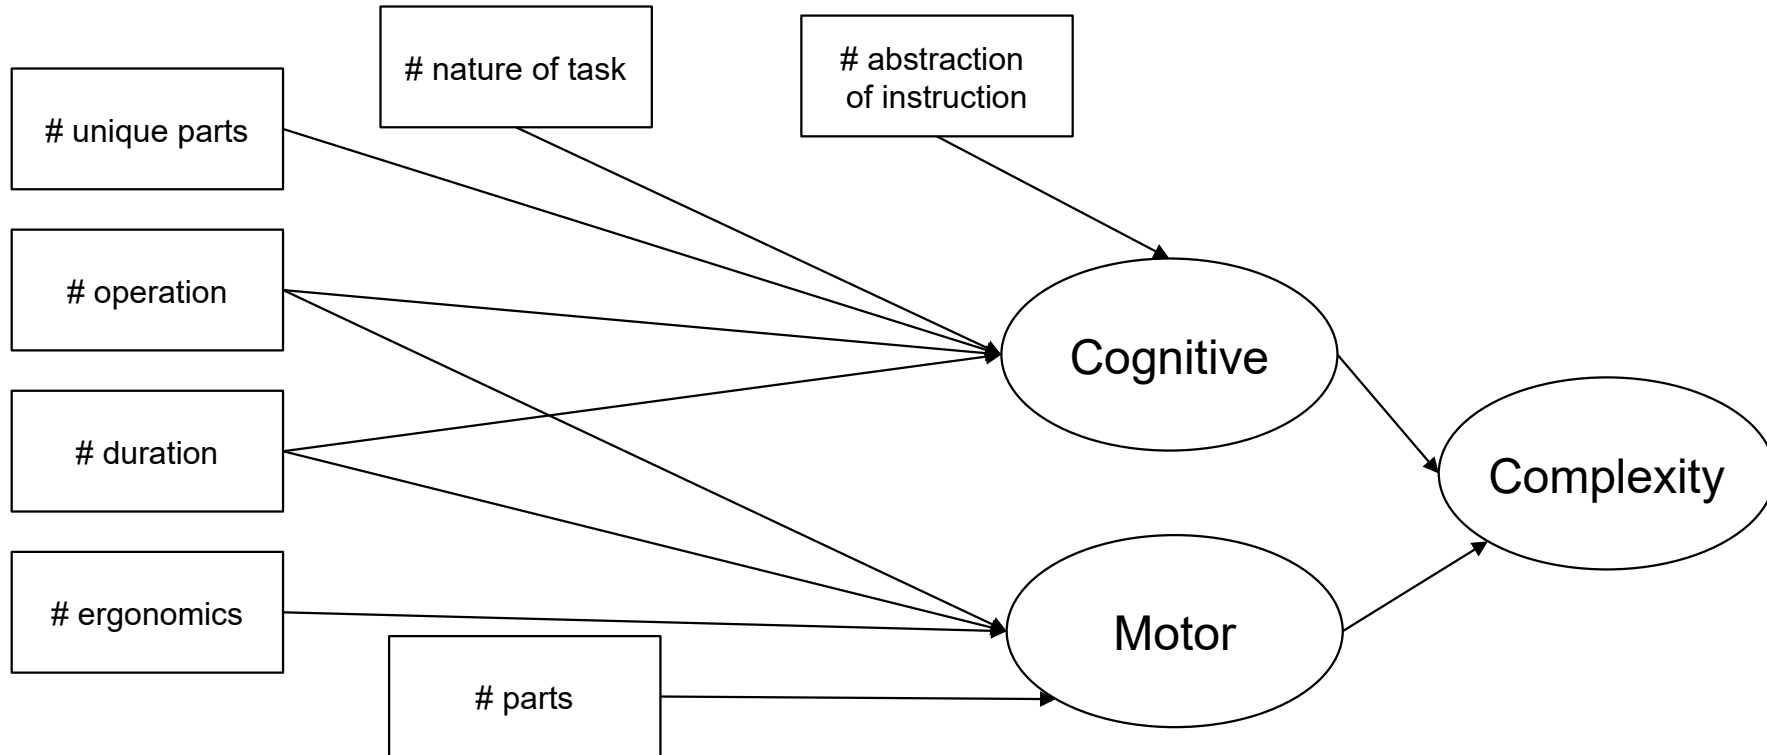 # nature of task
# abstraction
of instruction
# unique parts
# operation
# duration
# ergonomics
# parts
Cognitive
Motor
Complexity